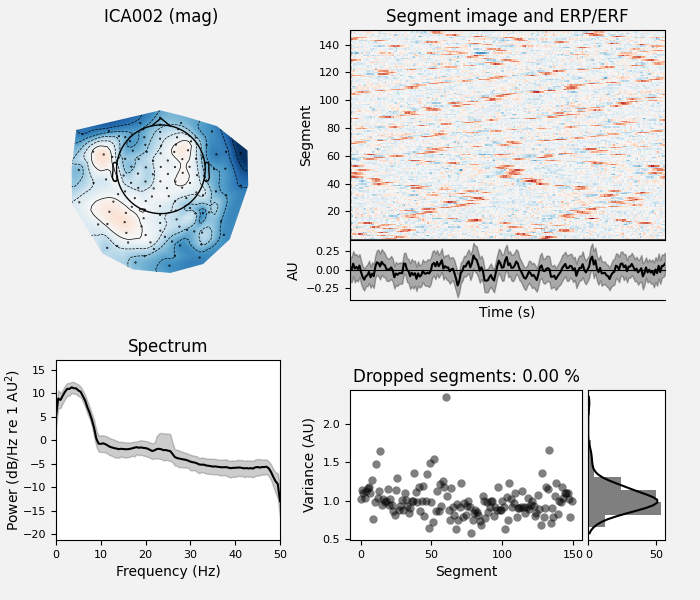 ICA002 (mag)
Segment image and ERP/ERF
Segment
140
120
100
80
60
40
20
AU
0.25
0.00
−0.25
Time (s)
Spectrum
Power (dB/Hz re 1 AU²)
15
10
5
0
−5
−10
−15
−20
0 10 20 30 40 50
Frequency (Hz)
Dropped segments: 0.00 %
Variance (AU)
2.0
1.5
1.0
0.5
0 50 100 150
Segment
0 50